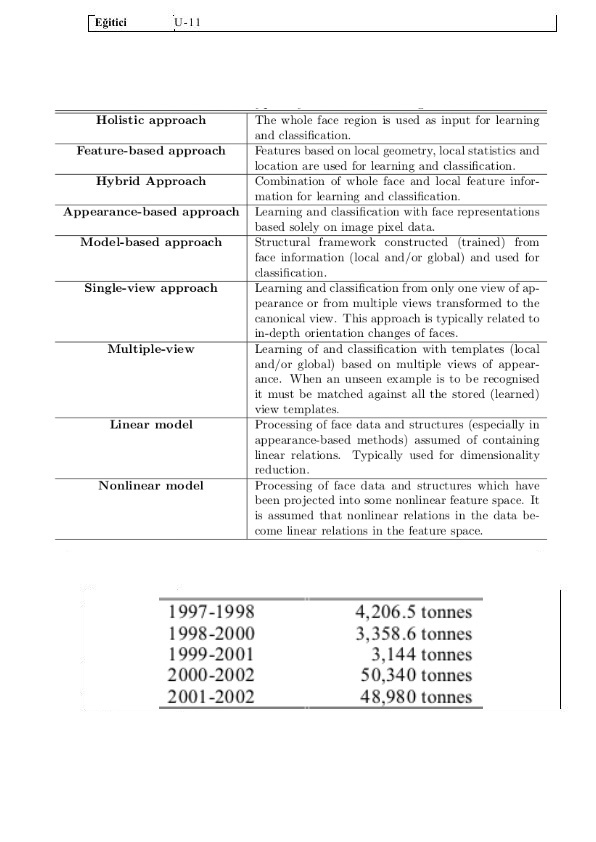 Eğitici U-11
Holistic approach The whole face region is used as input for learning
and classification.
Feature-based approach Features based on local geometry, local statistics and
location are used for learning and classification.
Hybrid Approach Combination of whole face and local feature infor-
mation for learning and classification.
Appearance-based approach Learning and classification with face representations
based solely on image pixel data.
Model-based approach Structural framework constructed (trained) from
face information (local and/or global) and used for
classification.
Single-view approach Learning and classification from only one view of ap-
pearance or from multiple views transformed to the
canonical view. This approach is typically related to
in-depth orientation changes of faces.
Multiple-view Learning of and classification with templates (local
and/or global) based on multiple views of appear-
ance. When an unseen example is to be recognised
it must be matched against all the stored (learned)
view templates.
Linear model Processing of face data and structures (especially in
appearance-based methods) assumed of containing
linear relations. Typically used for dimensionality
reduction.
Nonlinear model Processing of face data and structures which have
been projected into some nonlinear feature space. It
is assumed that nonlinear relations in the data be-
come linear relations in the feature space.
1997-1998 4,206.5 tonnes
1998-2000 3,358.6 tonnes
1999-2001 3,144 tonnes
2000-2002 50,340 tonnes
2001-2002 48,980 tonnes